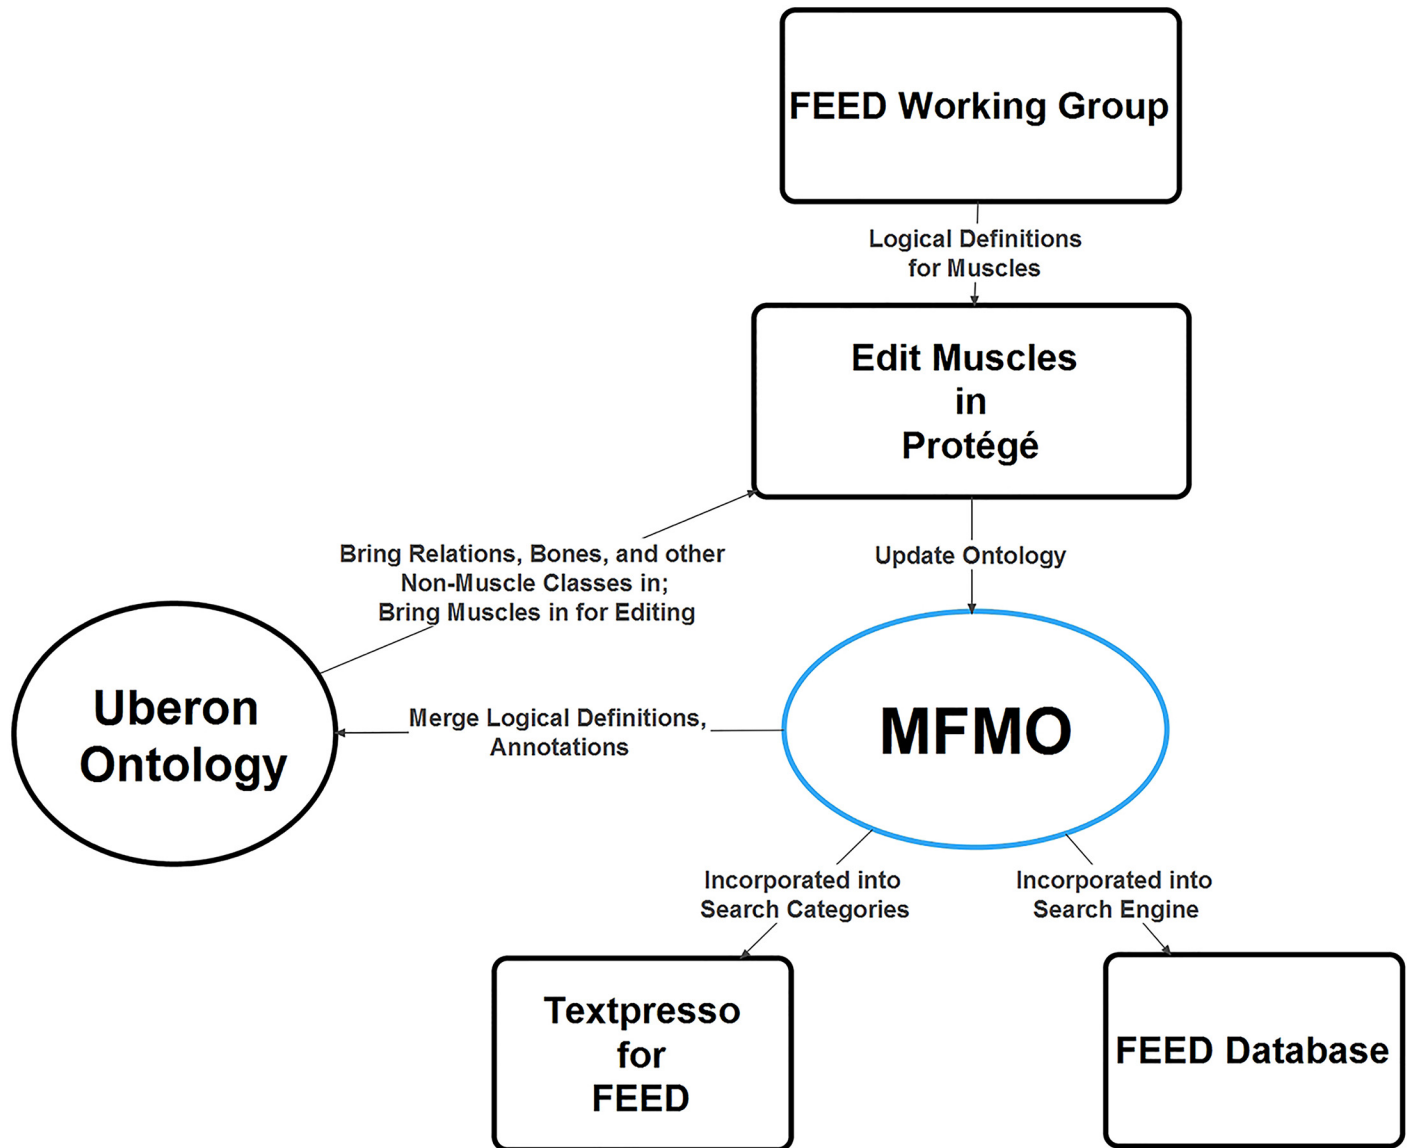 FEED Working Group
Logical Definitions
for Muscles
Edit Muscles
in
Protégé
Bring Relations, Bones, and other
Non-Muscle Classes in;
Bring Muscles in for Editing
Update Ontology
Uberon
Ontology
Merge Logical Definitions,
Annotations
MFMO
Incorporated into
Search Categories
Incorporated into
Search Engine
Textpresso
for
FEED
FEED Database